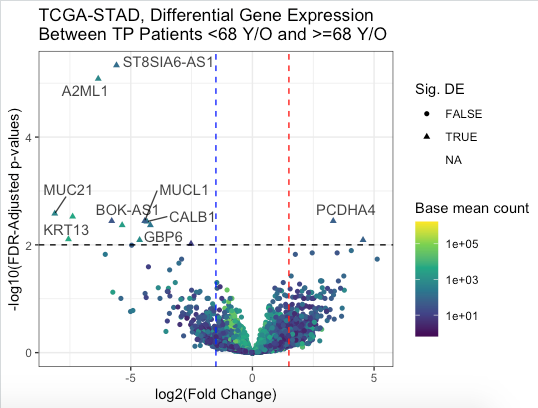 TCGA-STAD, Differential Gene Expression
Between TP Patients <68 Y/O and >=68 Y/O
ST8SIA6-AS1
A2ML1
MUC21
MUCL1
BOK-AS1
CALB1
KRT13
GBP6
PCDHA4
-log10(FDR-Adjusted p-values)
4
2
0
-5
0
5
log2(Fold Change)
Sig. DE
FALSE
TRUE
NA
Base mean count
1e+05
1e+03
1e+01